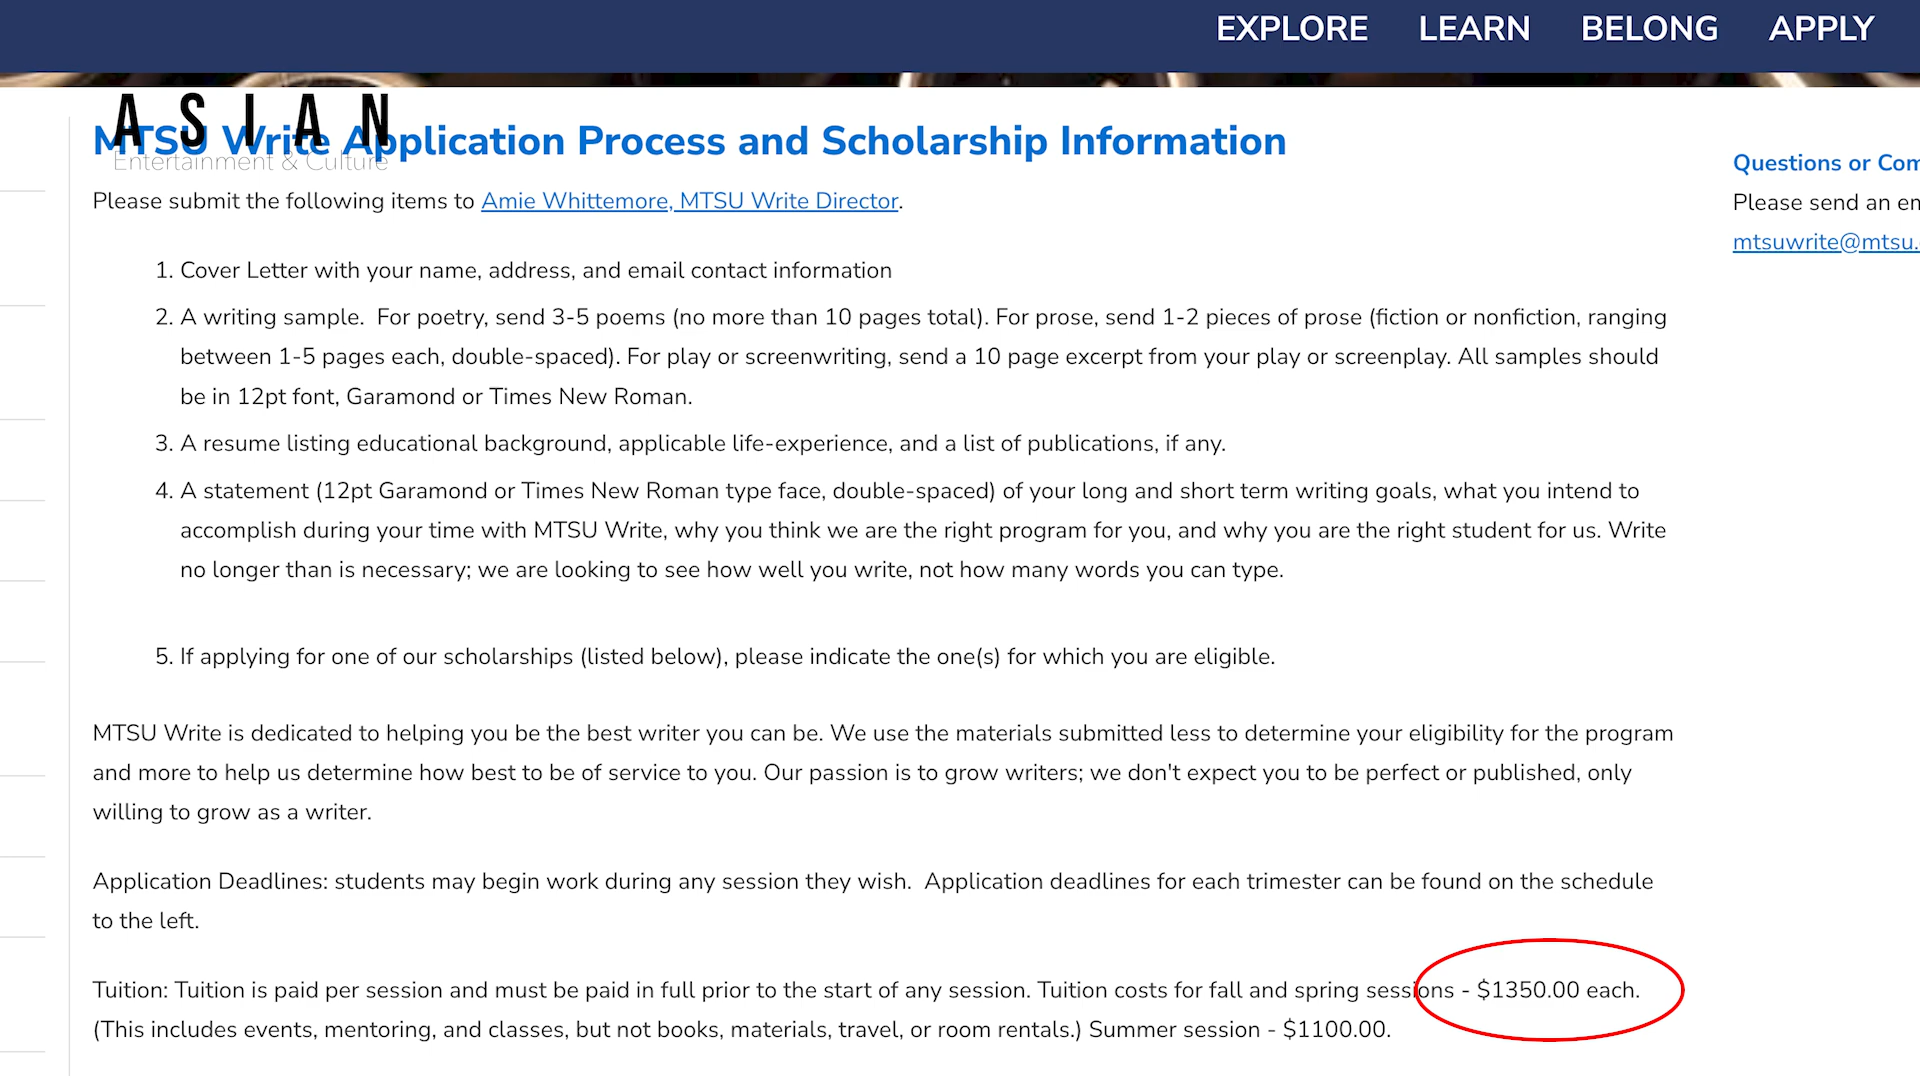 EXPLORE LEARN BELONG APPLY
ASIAN
Entertainment & Culture
MTSU Write Application Process and Scholarship Information
Please submit the following items to Amie Whittemore, MTSU Write Director.
1. Cover Letter with your name, address, and email contact information
2. A writing sample.  For poetry, send 3-5 poems (no more than 10 pages total). For prose, send 1-2 pieces of prose (fiction or nonfiction, ranging
between 1-5 pages each, double-spaced). For play or screenwriting, send a 10 page excerpt from your play or screenplay. All samples should
be in 12pt font, Garamond or Times New Roman.
3. A resume listing educational background, applicable life-experience, and a list of publications, if any.
4. A statement (12pt Garamond or Times New Roman type face, double-spaced) of your long and short term writing goals, what you intend to
accomplish during your time with MTSU Write, why you think we are the right program for you, and why you are the right student for us. Write
no longer than is necessary; we are looking to see how well you write, not how many words you can type.
5. If applying for one of our scholarships (listed below), please indicate the one(s) for which you are eligible.
MTSU Write is dedicated to helping you be the best writer you can be. We use the materials submitted less to determine your eligibility for the program
and more to help us determine how best to be of service to you. Our passion is to grow writers; we don't expect you to be perfect or published, only
willing to grow as a writer.
Application Deadlines: students may begin work during any session they wish.  Application deadlines for each trimester can be found on the schedule
to the left.
Tuition: Tuition is paid per session and must be paid in full prior to the start of any session. Tuition costs for fall and spring sessions - $1350.00 each.
(This includes events, mentoring, and classes, but not books, materials, travel, or room rentals.) Summer session - $1100.00.
Questions or Com
Please send an em
mtsuwrite@mtsu.